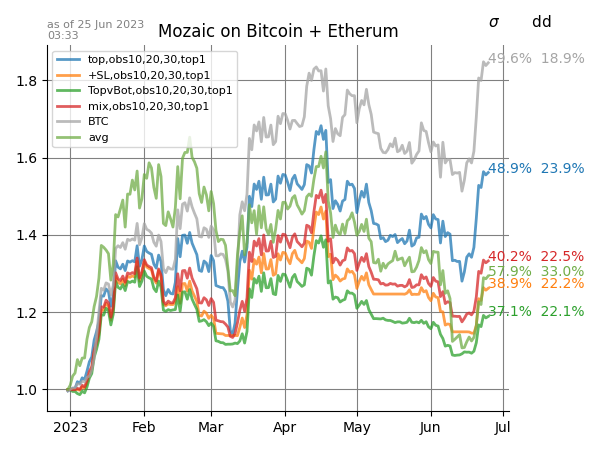 as of 25 Jun 2023
03:33
Mozaic on Bitcoin + Etherum
σ dd
top,obs10,20,30,top1
+SL,obs10,20,30,top1
TopvBot,obs10,20,30,top1
mix,obs10,20,30,top1
BTC
avg
49.6% 18.9%
48.9% 23.9%
40.2% 22.5%
57.9% 33.0%
38.9% 22.2%
37.1% 22.1%
1.8
1.6
1.4
1.2
1.0
2023 Feb Mar Apr May Jun Jul